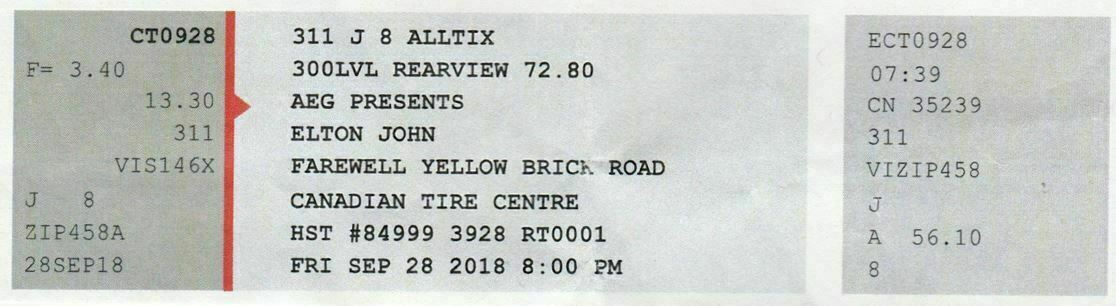 CT0928
F= 3.40
13.30
311
VIS146X
J 8
ZIP458A
28SEP18
311 J 8 ALLTIX
300LVL REARVIEW 72.80
AEG PRESENTS
ELTON JOHN
FAREWELL YELLOW BRICK ROAD
CANADIAN TIRE CENTRE
HST #84999 3928 RT0001
FRI SEP 28 2018 8:00 PM
ECT0928
07:39
CN 35239
311
VIZIP458
J
A 56.10
8